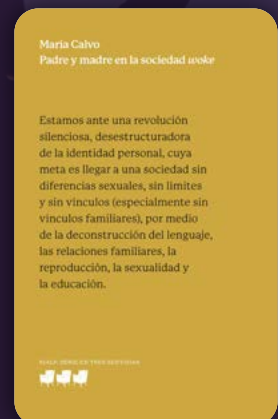 María Calvo
Padre y madre en la sociedad woke
Estamos ante una revolución
silenciosa, desestructuradora
de la identidad personal, cuya
meta es llegar a una sociedad sin
diferencias sexuales, sin límites
y sin vínculos (especialmente sin
vínculos familiares), por medio
de la deconstrucción del lenguaje,
las relaciones familiares, la
reproducción, la sexualidad y
la educación.